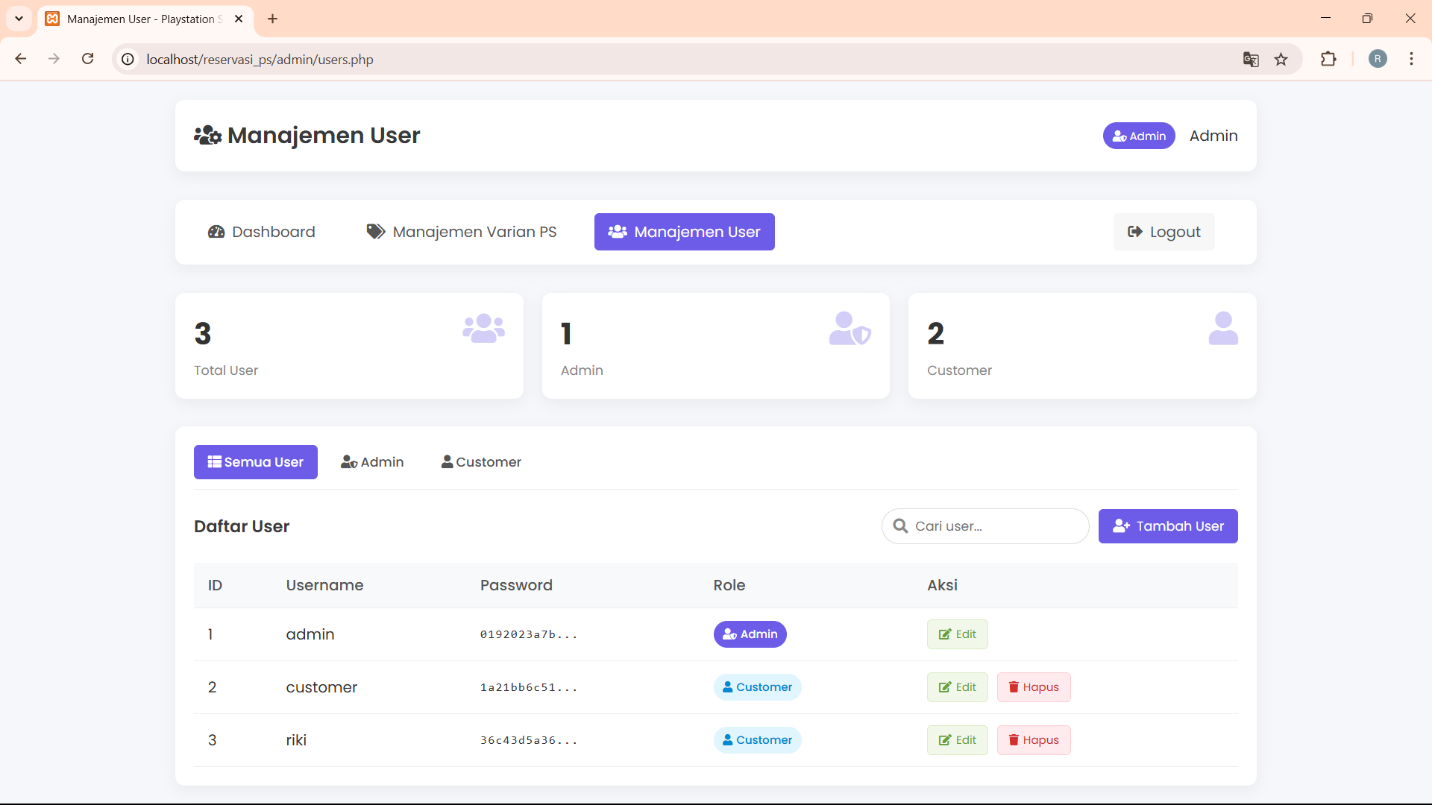 Manajemen User - Playstation S
localhost/reservasi_ps/admin/users.php
R
Manajemen User
Admin
Admin
Dashboard
Manajemen Varian PS
Manajemen User
Logout
3
Total User
1
Admin
2
Customer
Semua User
Admin
Customer
Daftar User
Cari user...
Tambah User
ID Username Password Role Aksi
1 admin 0192023a7b... Admin Edit
2 customer 1a21bb6c51... Customer Edit Hapus
3 riki 36c43d5a36... Customer Edit Hapus